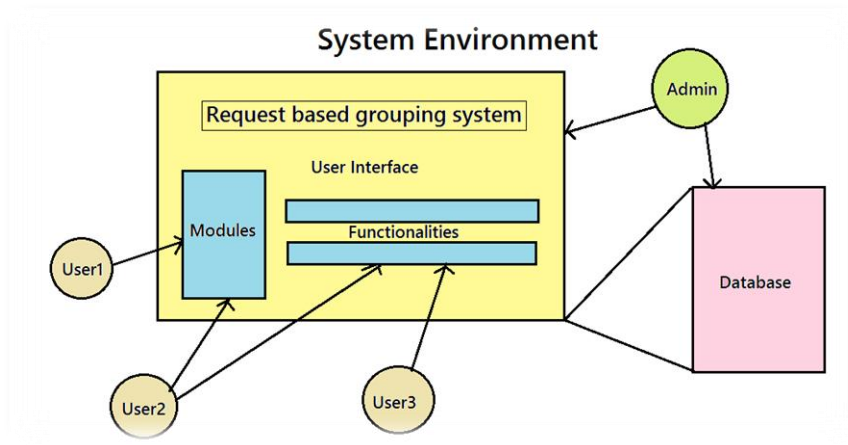 System Environment
Admin
Request based grouping system
User Interface
Modules
Functionalities
User1
Database
User2
User3